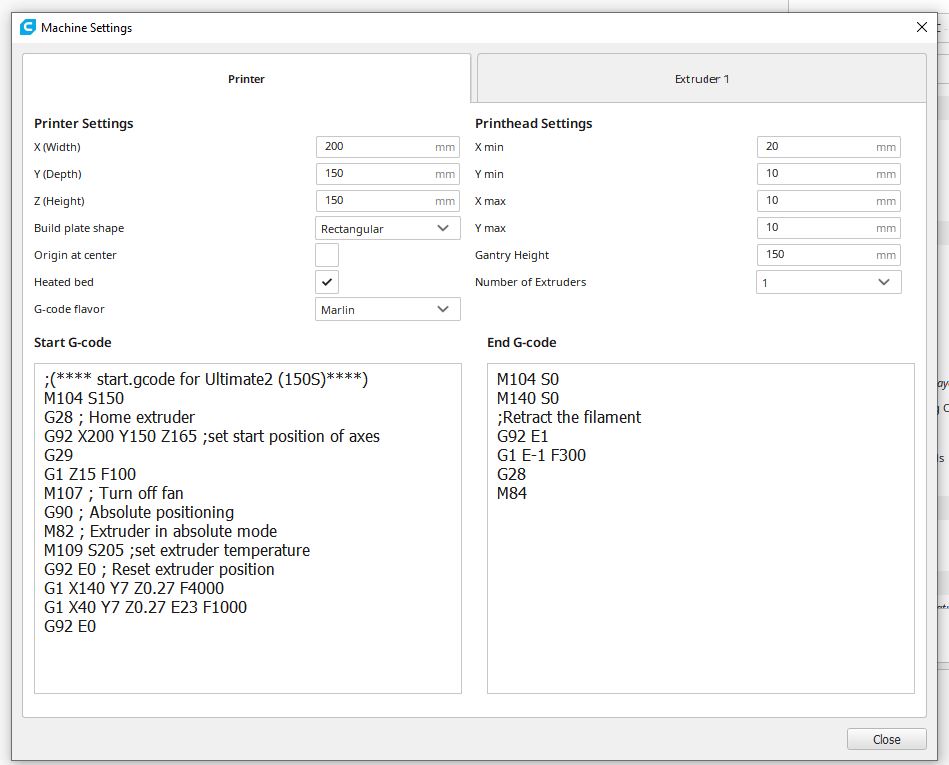 Machine Settings
Printer
Extruder 1
Printer Settings
X (Width)
200 mm
Y (Depth)
150 mm
Z (Height)
150 mm
Build plate shape
Rectangular
Origin at center
Heated bed
G-code flavor
Marlin
Printhead Settings
X min
20 mm
Y min
10 mm
X max
10 mm
Y max
10 mm
Gantry Height
150 mm
Number of Extruders
1
Start G-code
;(**** start.gcode for Ultimate2 (150S)****)
M104 S150
G28 ; Home extruder
G92 X200 Y150 Z165 ;set start position of axes
G29
G1 Z15 F100
M107 ; Turn off fan
G90 ; Absolute positioning
M82 ; Extruder in absolute mode
M109 S205 ;set extruder temperature
G92 E0 ; Reset extruder position
G1 X140 Y7 Z0.27 F4000
G1 X40 Y7 Z0.27 E23 F1000
G92 E0
End G-code
M104 S0
M140 S0
;Retract the filament
G92 E1
G1 E-1 F300
G28
M84
Close